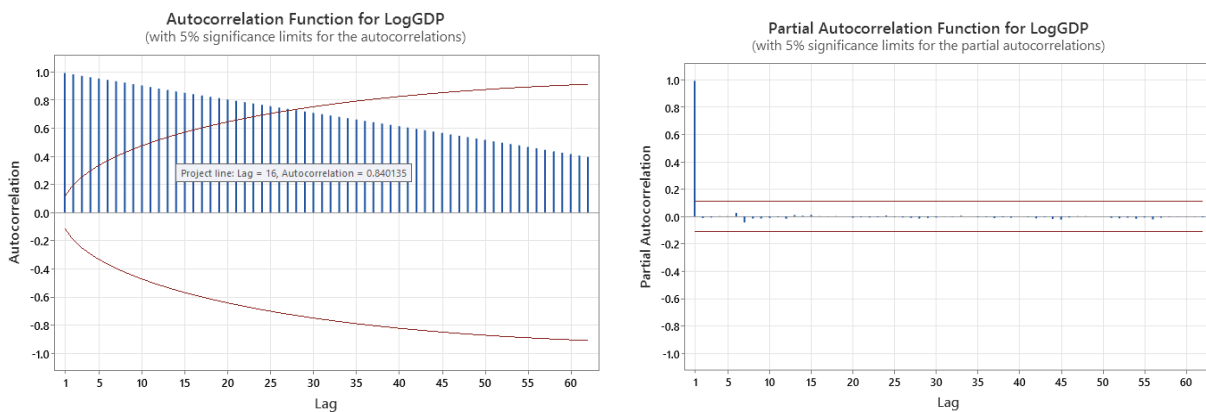 Autocorrelation Function for LogGDP
(with 5% significance limits for the autocorrelations)
1.0
0.8
0.6
0.4
0.2
0.0
-0.2
-0.4
-0.6
-0.8
-1.0
Autocorrelation
Project line: Lag = 16, Autocorrelation = 0.840135
1 5 10 15 20 25 30 35 40 45 50 55 60
Lag
Partial Autocorrelation Function for LogGDP
(with 5% significance limits for the partial autocorrelations)
1.0
0.8
0.6
0.4
0.2
0.0
-0.2
-0.4
-0.6
-0.8
-1.0
Partial Autocorrelation
1 5 10 15 20 25 30 35 40 45 50 55 60
Lag